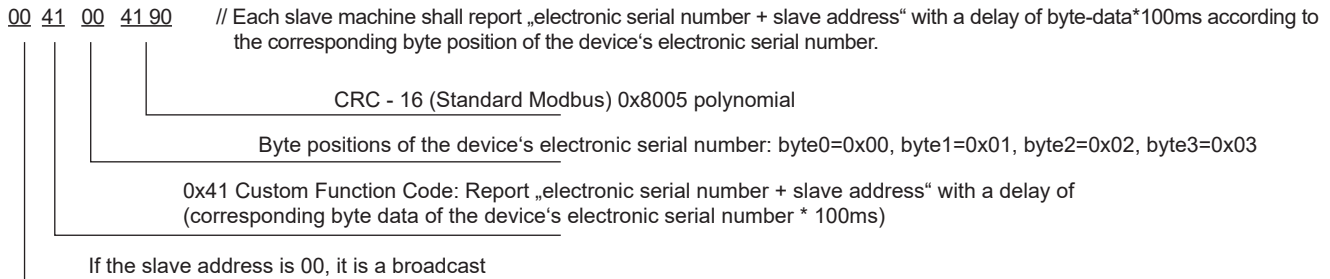 00 41 00 41 90 // Each slave machine shall report „electronic serial number + slave address“ with a delay of byte-data*100ms according to
the corresponding byte position of the device‘s electronic serial number.
CRC - 16 (Standard Modbus) 0x8005 polynomial
Byte positions of the device‘s electronic serial number: byte0=0x00, byte1=0x01, byte2=0x02, byte3=0x03
0x41 Custom Function Code: Report „electronic serial number + slave address“ with a delay of
(corresponding byte data of the device‘s electronic serial number * 100ms)
If the slave address is 00, it is a broadcast